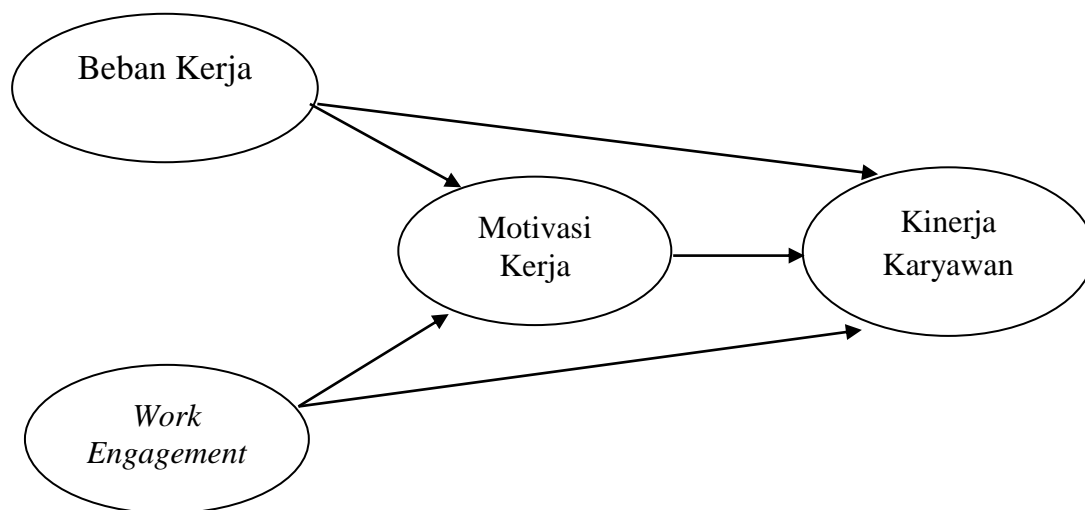 Beban Kerja
Motivasi
Kerja
Kinerja
Karyawan
Work
Engagement